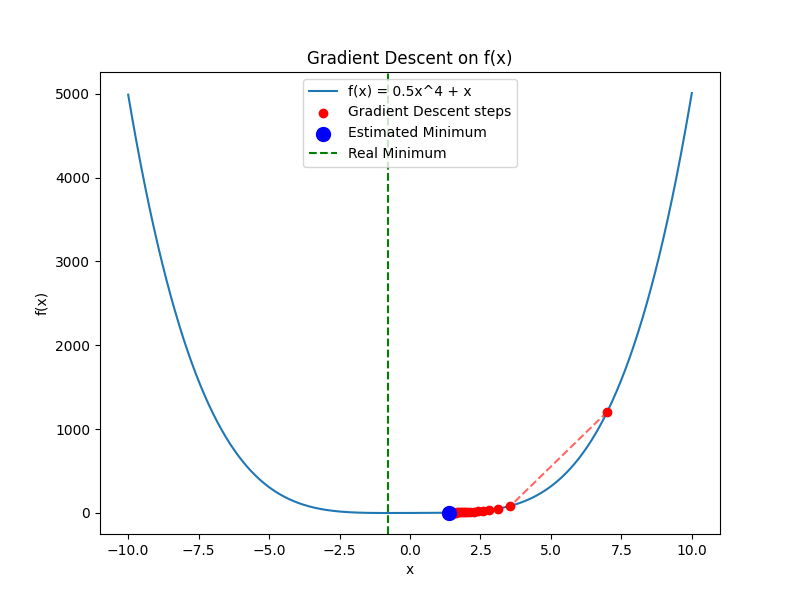 Gradient Descent on f(x)
f(x) = 0.5x^4 + x
Gradient Descent steps
Estimated Minimum
Real Minimum
f(x)
5000
4000
3000
2000
1000
0
−10.0 −7.5 −5.0 −2.5 0.0 2.5 5.0 7.5 10.0
x